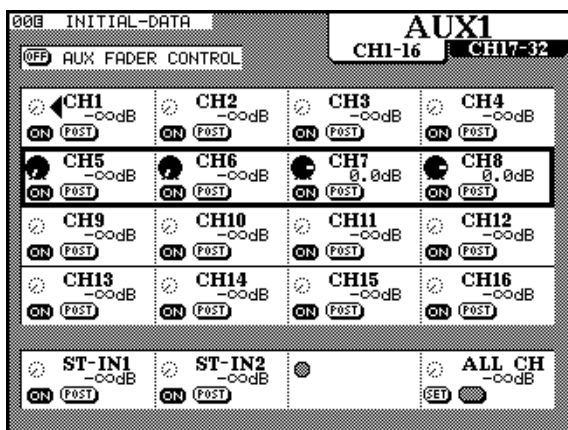 00 INITIAL-DATA
AUX1
OFF AUX FADER CONTROL
CH1-16 CH17-32
CH1 CH2 CH3 CH4
-∞dB -∞dB -∞dB -∞dB
ON POST ON POST ON POST ON POST
CH5 CH6 CH7 CH8
-∞dB -∞dB 0.0dB 0.0dB
ON POST ON POST ON POST ON POST
CH9 CH10 CH11 CH12
-∞dB -∞dB -∞dB -∞dB
ON POST ON POST ON POST ON POST
CH13 CH14 CH15 CH16
-∞dB -∞dB -∞dB -∞dB
ON POST ON POST ON POST ON POST
ST-IN1 ST-IN2 ALL CH
-∞dB -∞dB -∞dB
ON POST ON POST SET